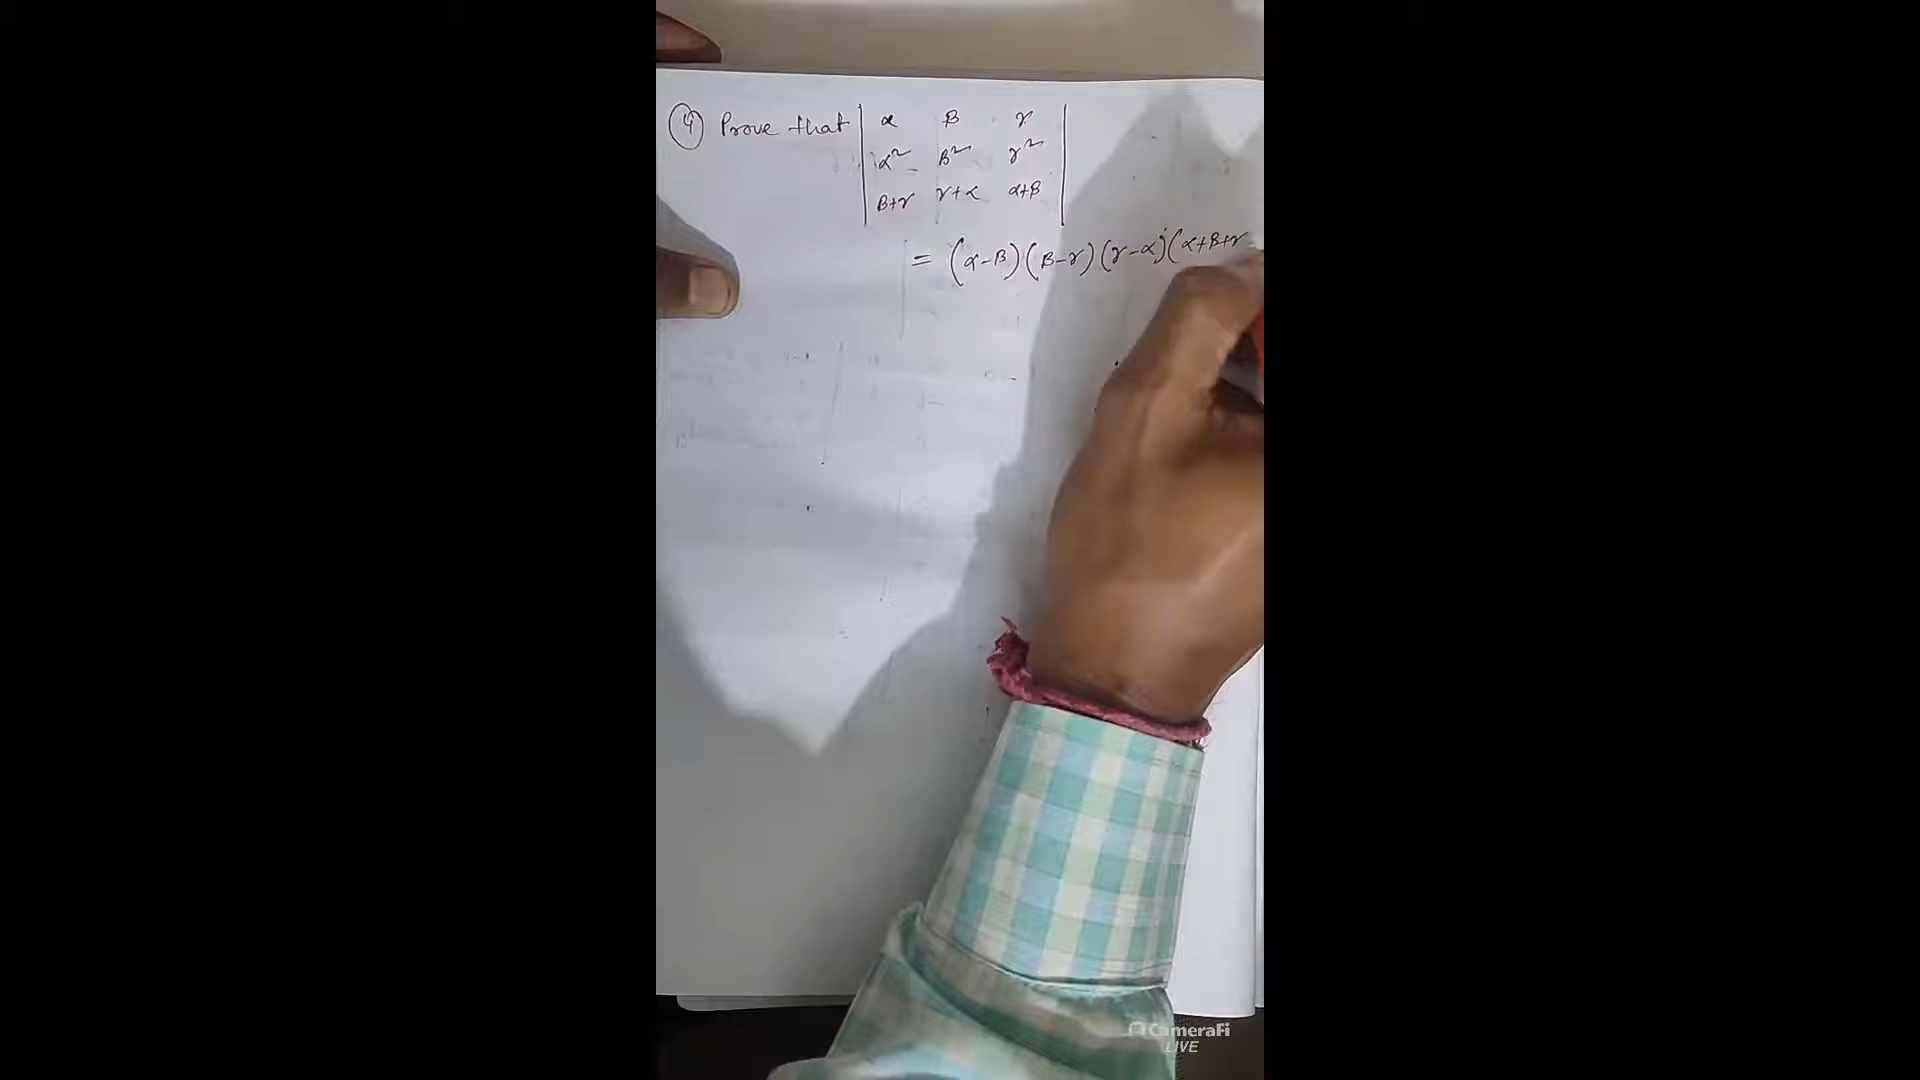 (4) Prove that | α β γ |
| α² β² γ² |
| β+γ γ+α α+β |
= (α-β)(β-γ)(γ-α)(α+β+γ
CameraFi
LIVE